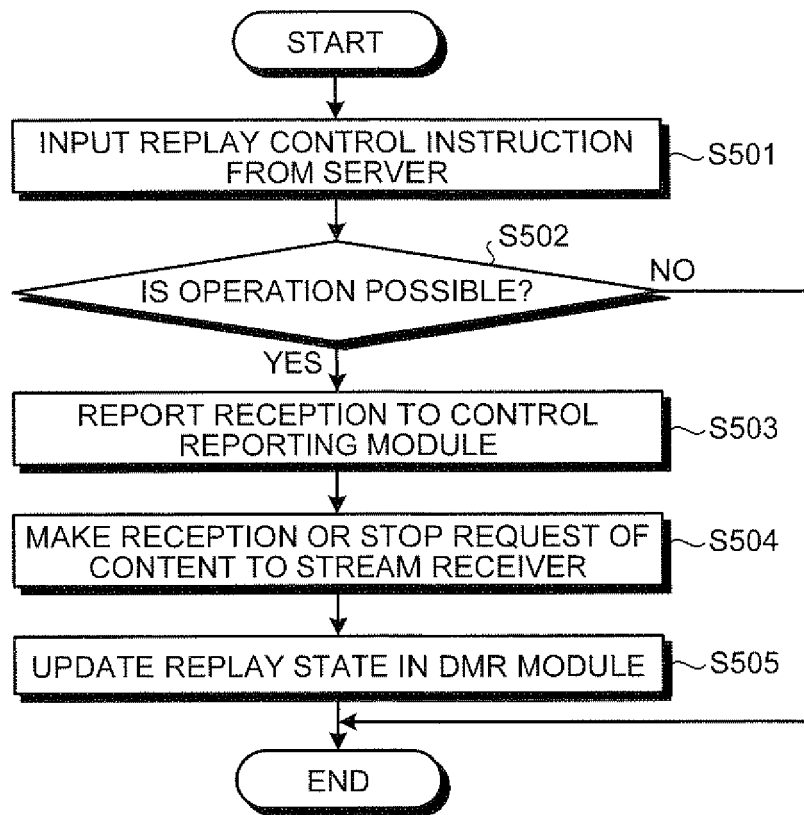 START
INPUT REPLAY CONTROL INSTRUCTION
FROM SERVER
S501
S502
IS OPERATION POSSIBLE?
NO
YES
REPORT RECEPTION TO CONTROL
REPORTING MODULE
S503
MAKE RECEPTION OR STOP REQUEST OF
CONTENT TO STREAM RECEIVER
S504
UPDATE REPLAY STATE IN DMR MODULE
S505
END